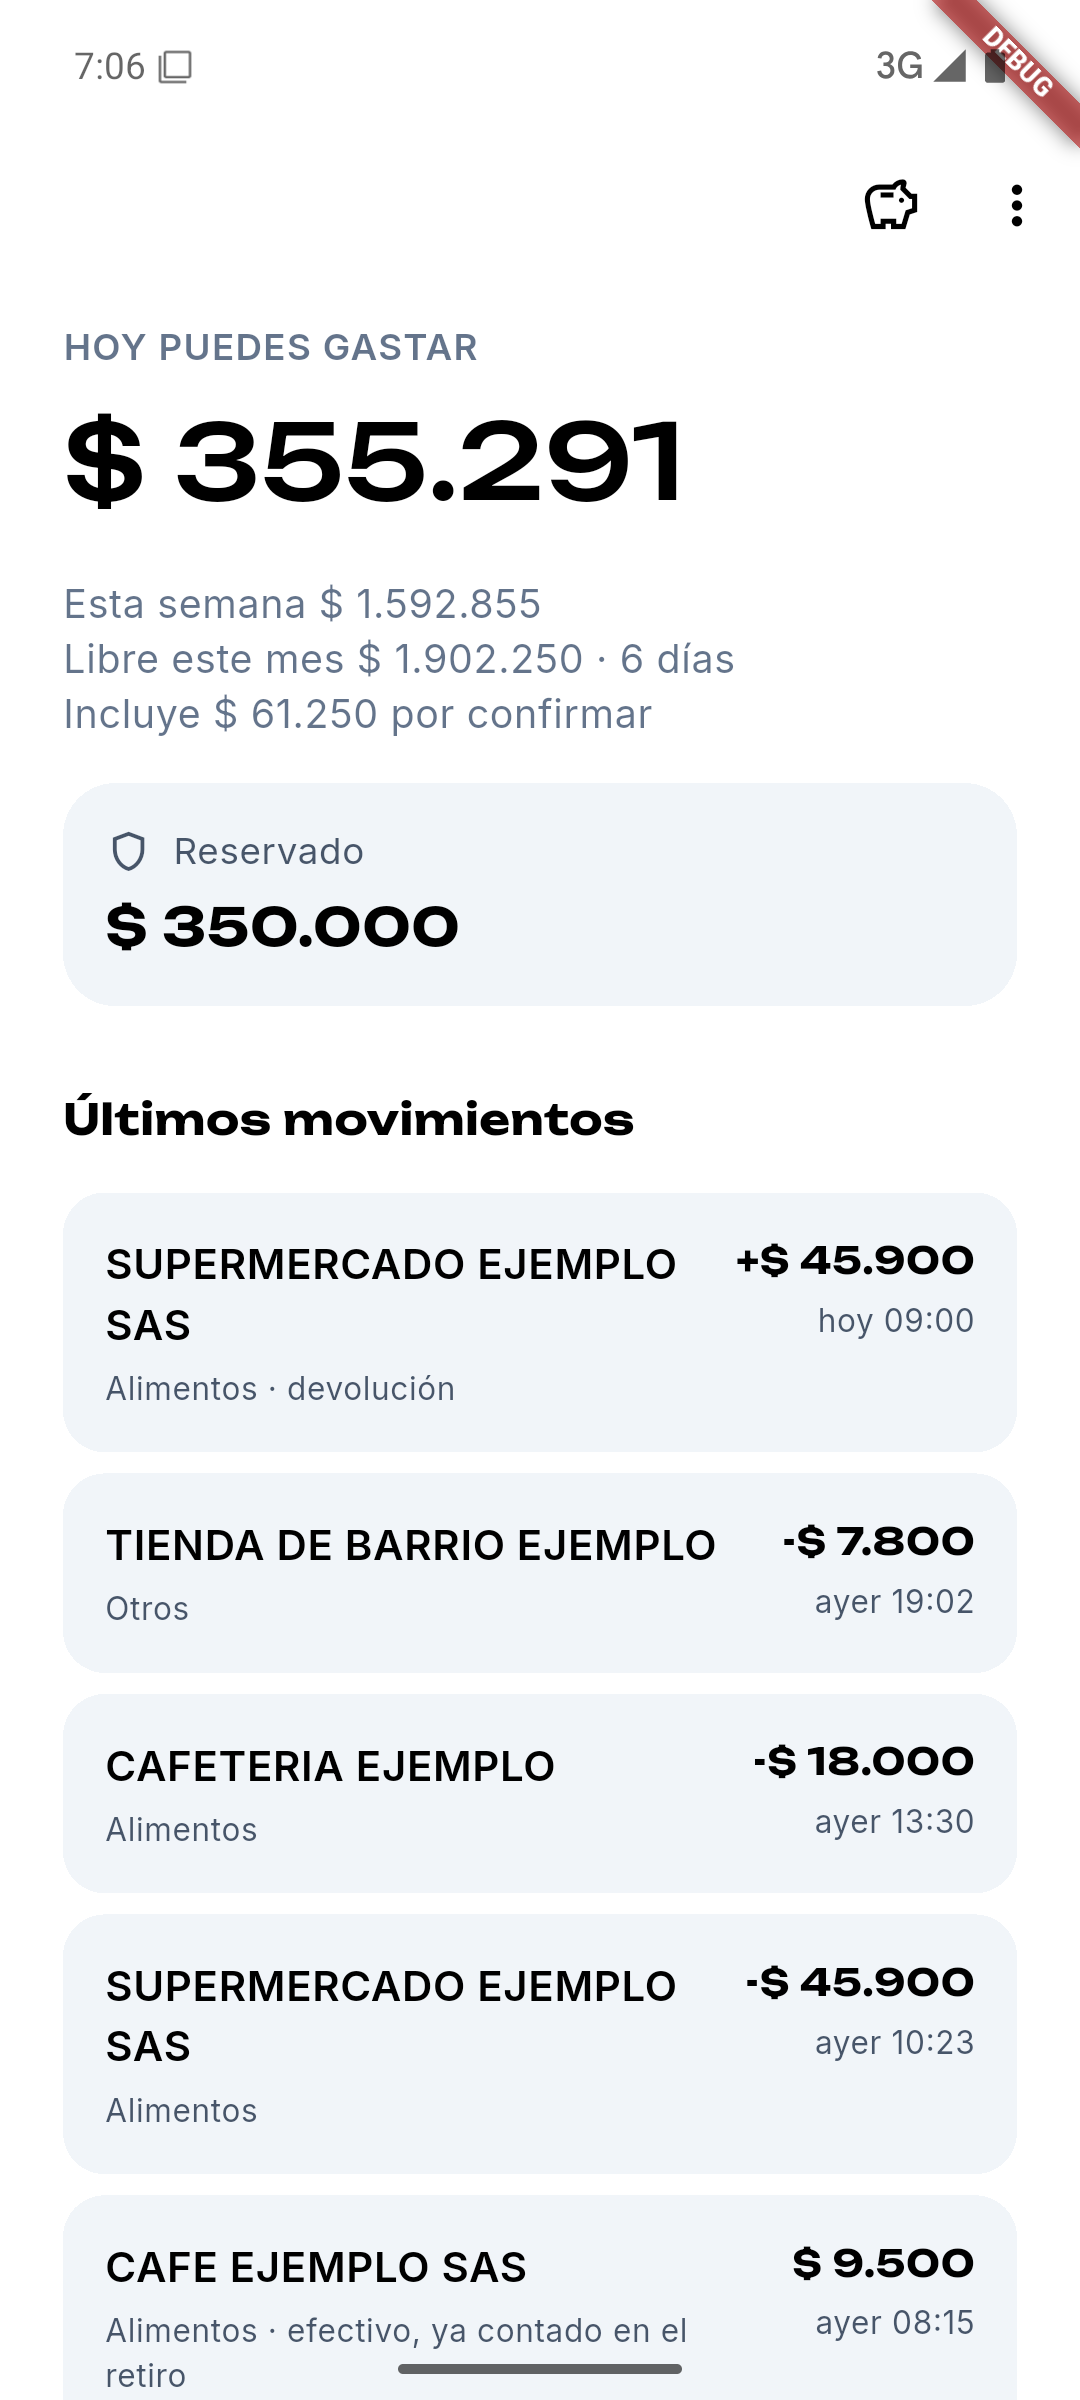 7:06
3G
DEBUG
HOY PUEDES GASTAR
$ 355.291
Esta semana $ 1.592.855
Libre este mes $ 1.902.250 · 6 días
Incluye $ 61.250 por confirmar
Reservado
$ 350.000
Últimos movimientos
SUPERMERCADO EJEMPLO
SAS
+$ 45.900
hoy 09:00
Alimentos · devolución
TIENDA DE BARRIO EJEMPLO
-$ 7.800
Otros
ayer 19:02
CAFETERIA EJEMPLO
-$ 18.000
Alimentos
ayer 13:30
SUPERMERCADO EJEMPLO
SAS
-$ 45.900
ayer 10:23
Alimentos
CAFE EJEMPLO SAS
$ 9.500
Alimentos · efectivo, ya contado en el
retiro
ayer 08:15